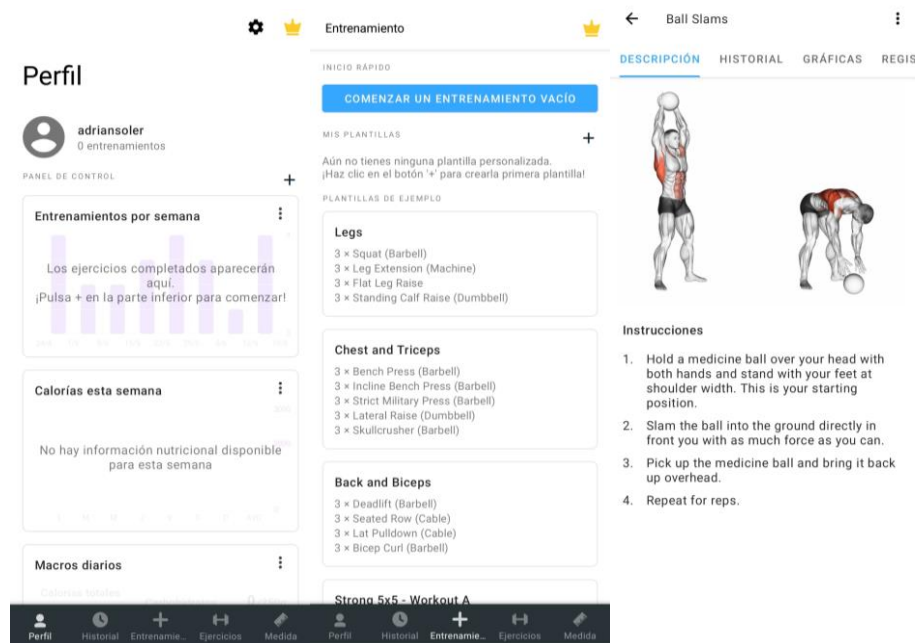 Perfil
adriansoler
0 entrenamientos
PANEL DE CONTROL
Entrenamientos por semana
Los ejercicios completados aparecerán
aquí.
¡Pulsa + en la parte inferior para comenzar!
Calorías esta semana
No hay información nutricional disponible
para esta semana
Macros diarios
Calorías totales
Perfil
Historial
Entrenamie...
Ejercicios
Medida
Entrenamiento
INICIO RÁPIDO
COMENZAR UN ENTRENAMIENTO VACÍO
MIS PLANTILLAS
Aún no tienes ninguna plantilla personalizada.
¡Haz clic en el botón '+' para crearla primera plantilla!
PLANTILLAS DE EJEMPLO
Legs
3 × Squat (Barbell)
3 × Leg Extension (Machine)
3 × Flat Leg Raise
3 × Standing Calf Raise (Dumbbell)
Chest and Triceps
3 × Bench Press (Barbell)
3 × Incline Bench Press (Barbell)
3 × Strict Military Press (Barbell)
3 × Lateral Raise (Dumbbell)
3 × Skullcrusher (Barbell)
Back and Biceps
3 × Deadlift (Barbell)
3 × Seated Row (Cable)
3 × Lat Pulldown (Cable)
3 × Bicep Curl (Barbell)
Strong 5x5 - Workout A
Perfil
Historial
Entrenamie...
Ejercicios
Medida
Ball Slams
DESCRIPCIÓN HISTORIAL GRÁFICAS REGIS
Instrucciones
1. Hold a medicine ball over your head with
both hands and stand with your feet at
shoulder width. This is your starting
position.
2. Slam the ball into the ground directly in
front you with as much force as you can.
3. Pick up the medicine ball and bring it back
up overhead.
4. Repeat for reps.